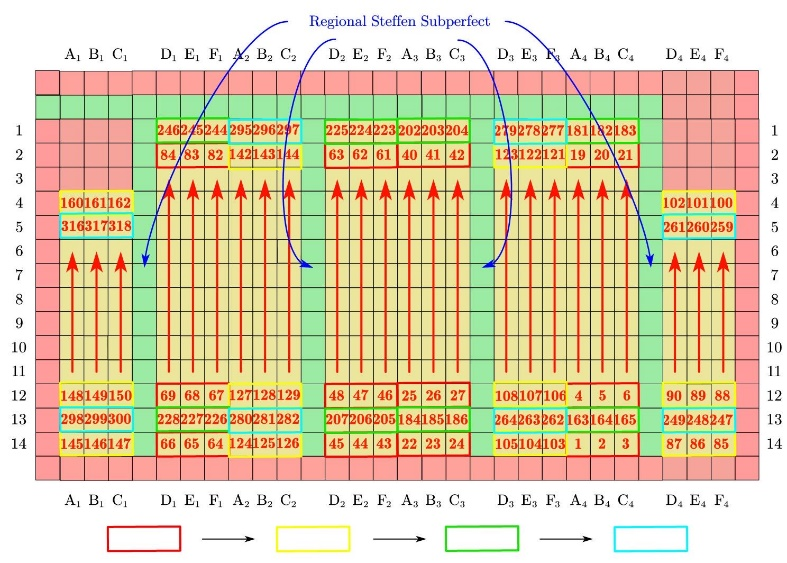 Regional Steffen Subperfect
A₁ B₁ C₁ D₁ E₁ F₁ A₂ B₂ C₂ D₂ E₂ F₂ A₃ B₃ C₃ D₃ E₃ F₃ A₄ B₄ C₄ D₄ E₄ F₄
1 246 245 244 295 296 297 225 224 223 202 203 204 279 278 277 181 182 183 1
2 84 83 82 142 143 144 63 62 61 40 41 42 123 122 121 19 20 21 2
3 3
4 160 161 162 102 101 100 4
5 316 317 318 261 260 259 5
6 6
7 7
8 8
9 9
10 10
11 11
12 148 149 150 69 68 67 127 128 129 48 47 46 25 26 27 108 107 106 4 5 6 90 89 88 12
13 298 299 300 228 227 226 280 281 282 207 206 205 184 185 186 264 263 262 163 164 165 249 248 247 13
14 145 146 147 66 65 64 124 125 126 45 44 43 22 23 24 105 104 103 1 2 3 87 86 85 14
A₁ B₁ C₁ D₁ E₁ F₁ A₂ B₂ C₂ D₂ E₂ F₂ A₃ B₃ C₃ D₃ E₃ F₃ A₄ B₄ C₄ D₄ E₄ F₄